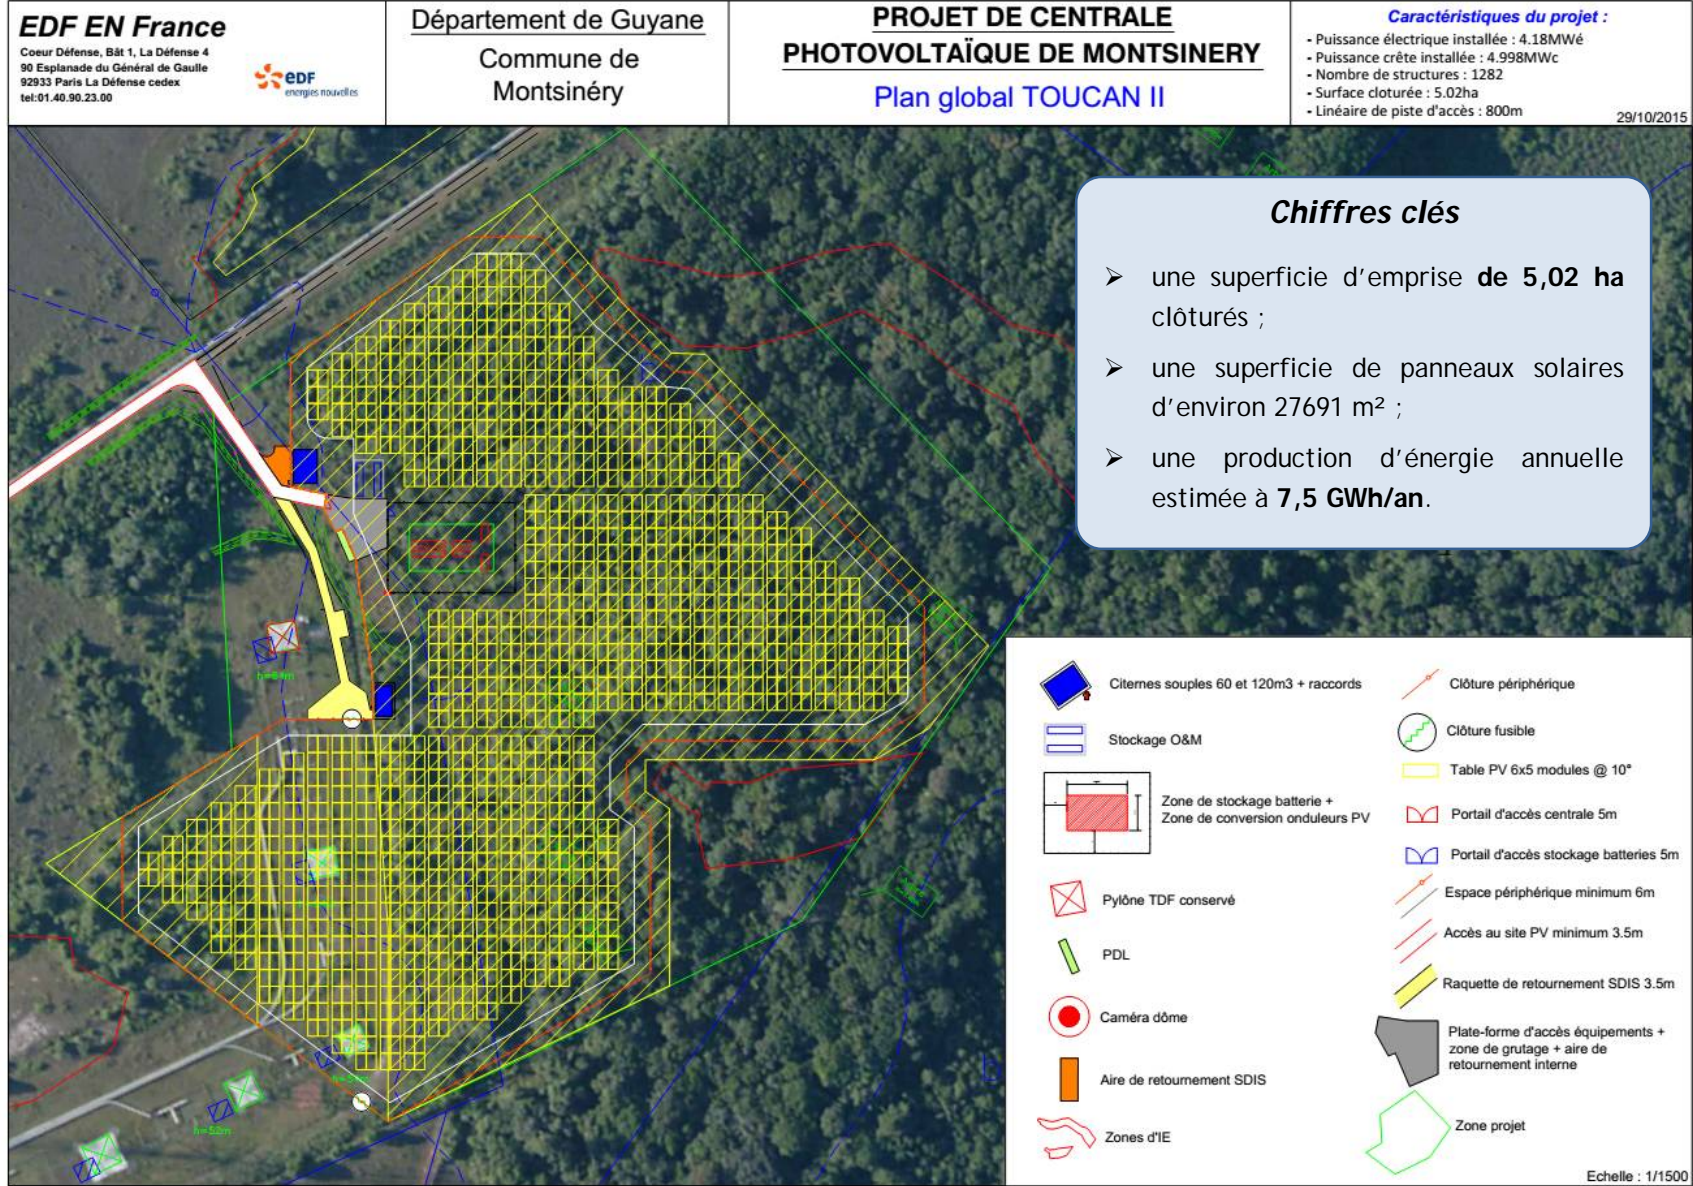 EDF EN France
Coeur Défense, Bât 1, La Défense 4
90 Esplanade du Général de Gaulle
92933 Paris La Défense cedex
tel:01.40.90.23.00
edf
energies nouvelles
Département de Guyane
Commune de
Montsinéry
PROJET DE CENTRALE
PHOTOVOLTAÏQUE DE MONTSINERY
Plan global TOUCAN II
Caractéristiques du projet :
- Puissance électrique installée : 4.18MWé
- Puissance crête installée : 4.998MWc
- Nombre de structures : 1282
- Surface cloturée : 5.02ha
- Linéaire de piste d'accès : 800m
29/10/2015
Chiffres clés
➢ une superficie d'emprise de 5,02 ha
clôturés ;
➢ une superficie de panneaux solaires
d'environ 27691 m² ;
➢ une production d'énergie annuelle
estimée à 7,5 GWh/an.
h=52m
Citernes souples 60 et 120m3 + raccords
Stockage O&M
Zone de stockage batterie +
Zone de conversion onduleurs PV
Pylône TDF conservé
PDL
Caméra dôme
Aire de retournement SDIS
Zones d'IE
Clôture périphérique
Clôture fusible
Table PV 6x5 modules @ 10°
Portail d'accès centrale 5m
Portail d'accès stockage batteries 5m
Espace périphérique minimum 6m
Accès au site PV minimum 3.5m
Raquette de retournement SDIS 3.5m
Plate-forme d'accès équipements +
zone de grutage + aire de
retournement interne
Zone projet
Echelle : 1/1500